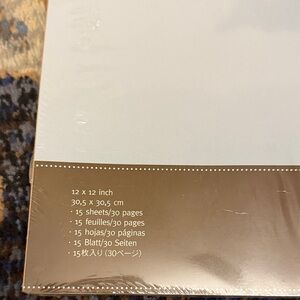 12 x 12 inch
30,5 x 30,5 cm
· 15 sheets/30 pages
· 15 feuilles/30 pages
· 15 hojas/30 páginas
· 15 Blatt/30 Seiten
· 15枚入り(30ページ)